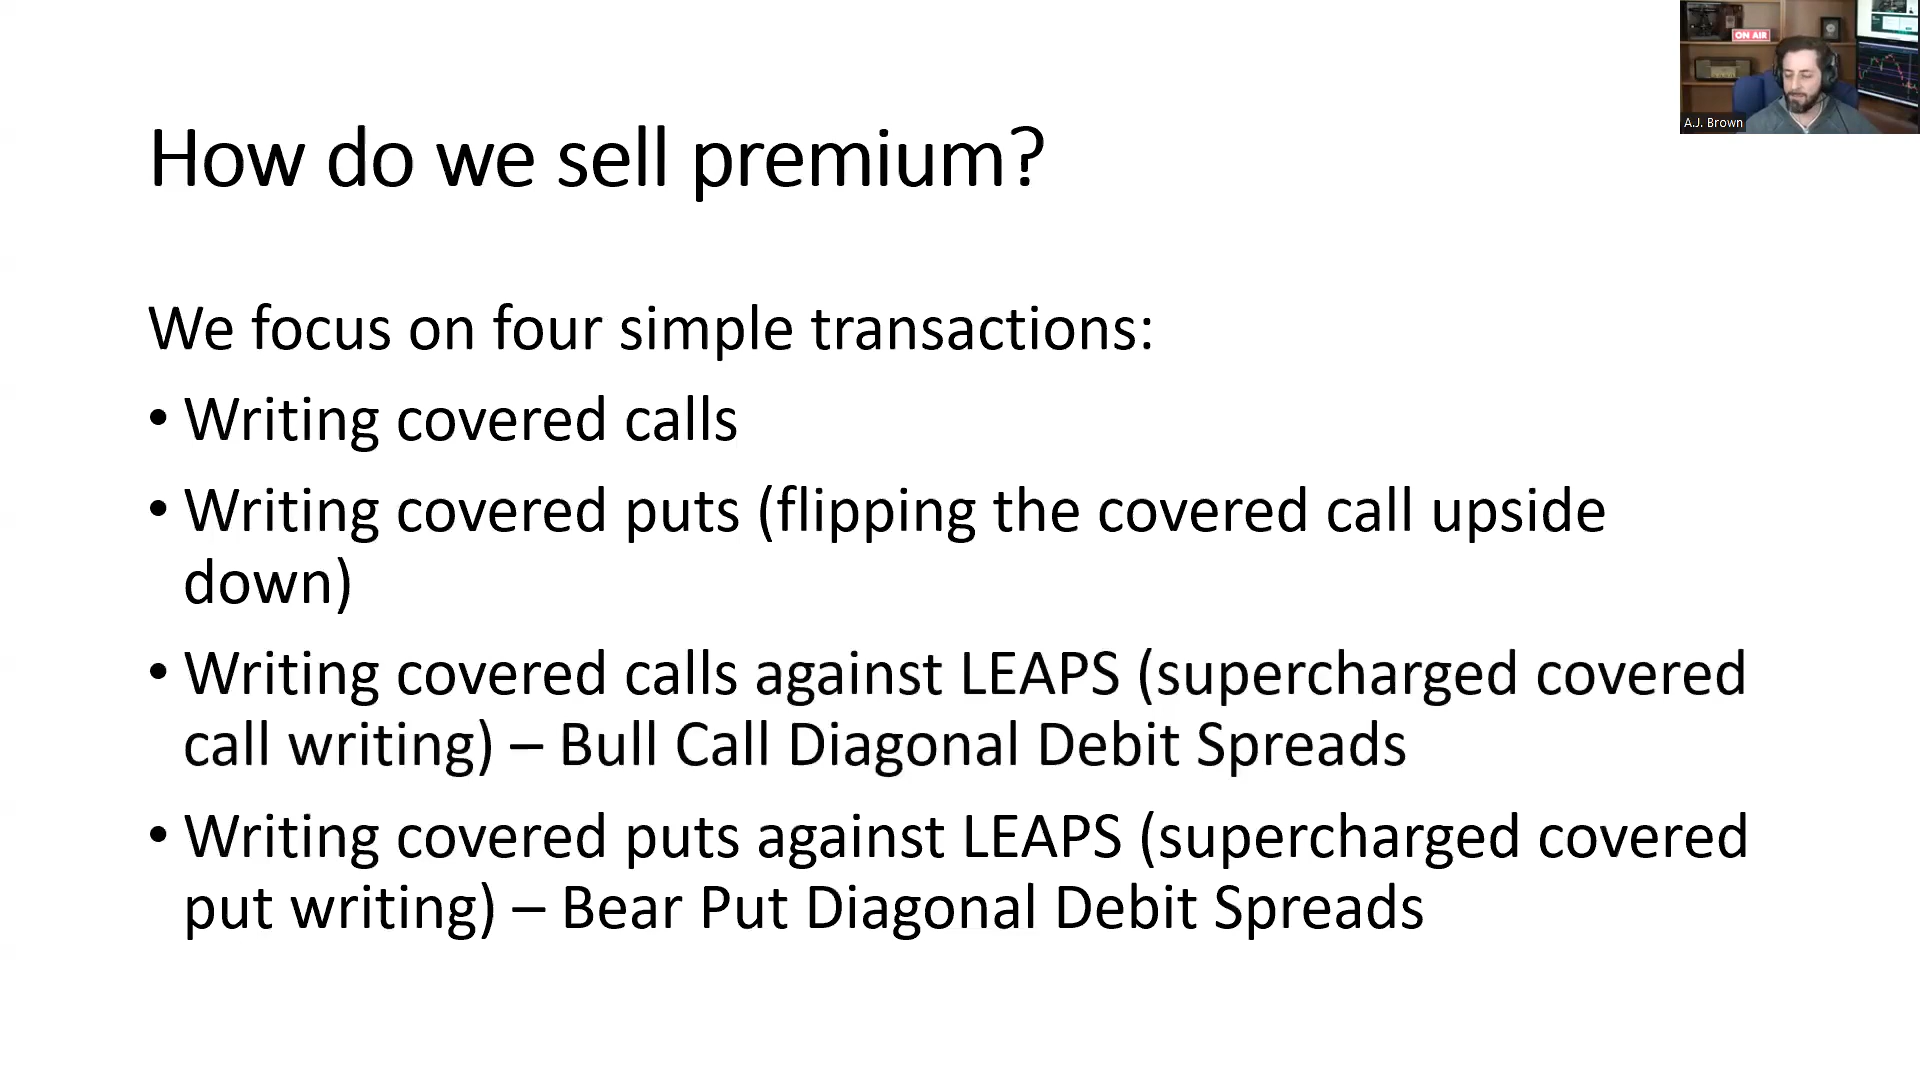 ON AIR
A.J. Brown
How do we sell premium?
We focus on four simple transactions:
• Writing covered calls
• Writing covered puts (flipping the covered call upside
down)
• Writing covered calls against LEAPS (supercharged covered
call writing) – Bull Call Diagonal Debit Spreads
• Writing covered puts against LEAPS (supercharged covered
put writing) – Bear Put Diagonal Debit Spreads